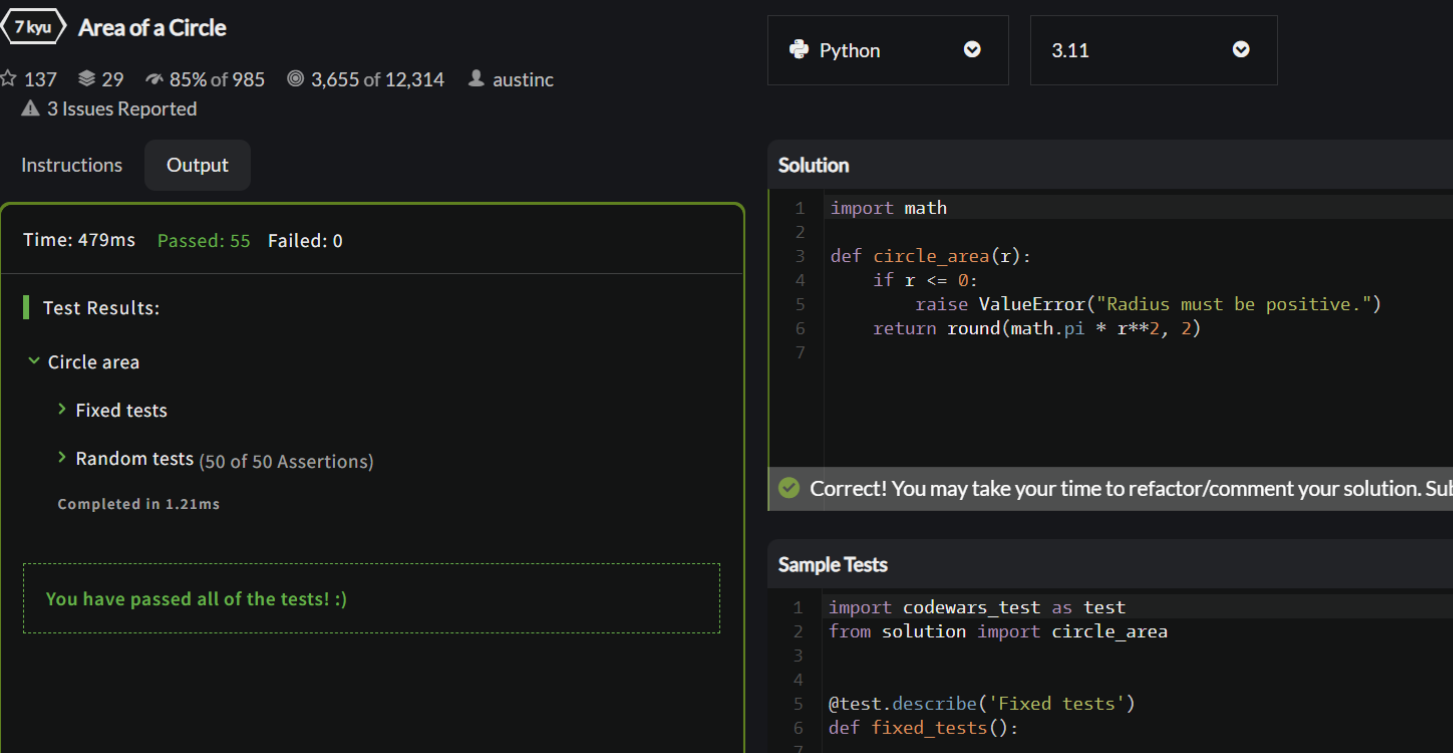 7 kyu Area of a Circle
137 29 85% of 985 3,655 of 12,314 austinc
3 Issues Reported
Instructions Output
Time: 479ms Passed: 55 Failed: 0
Test Results:
Circle area
Fixed tests
Random tests (50 of 50 Assertions)
Completed in 1.21ms
You have passed all of the tests! :)
Python 3.11
Solution
1 import math
2
3 def circle_area(r):
4     if r <= 0:
5         raise ValueError("Radius must be positive.")
6     return round(math.pi * r**2, 2)
7
Correct! You may take your time to refactor/comment your solution.
Sample Tests
1 import codewars_test as test
2 from solution import circle_area
3
4
5 @test.describe('Fixed tests')
6 def fixed_tests():
7